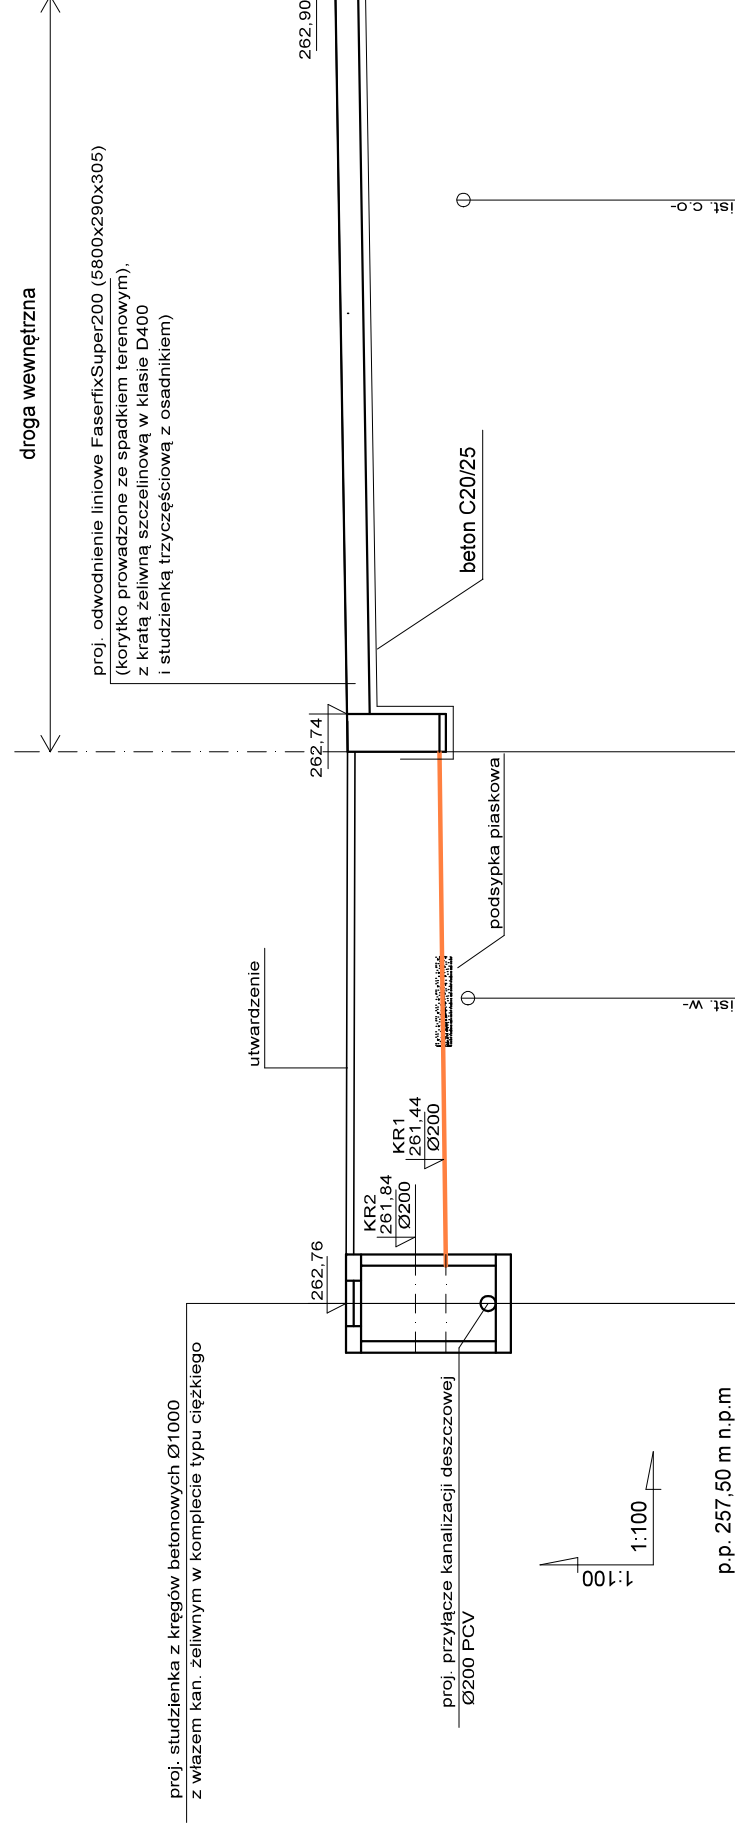 262,90
ist. c.o-
droga wewnętrzna
proj. odwodnienie liniowe FaserfixSuper200 (5800x290x305)
(korytko prowadzone ze spadkiem terenowym),
z kratą żeliwną szczelinową w klasie D400
i studzienką trzyczęściową z osadnikiem)
beton C20/25
262,74
podsypka piaskowa
utwardzenie
ist. w-
KR1
261,44
Ø200
KR2
261,84
Ø200
262,76
proj. studzienka z kręgów betonowych Ø1000
z włazem kan. żeliwnym w komplecie typu ciężkiego
proj. przyłącze kanalizacji deszczowej
Ø200 PCV
1:100
1:100
p.p. 257,50 m n.p.m